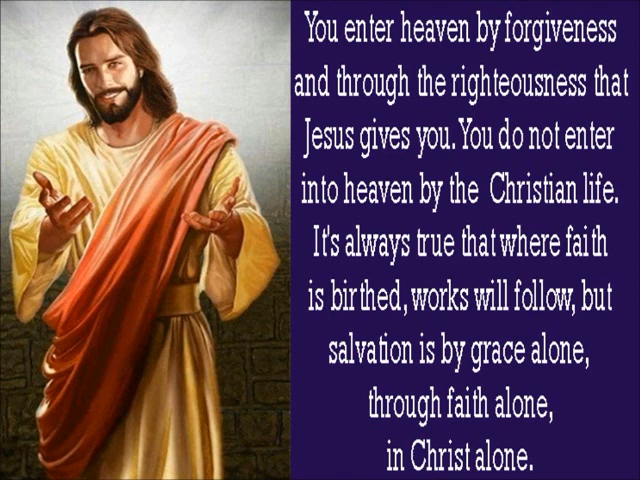 You enter heaven by forgiveness
and through the righteousness that
Jesus gives you. You do not enter
into heaven by the Christian life.
It's always true that where faith
is birthed, works will follow, but
salvation is by grace alone,
through faith alone,
in Christ alone.